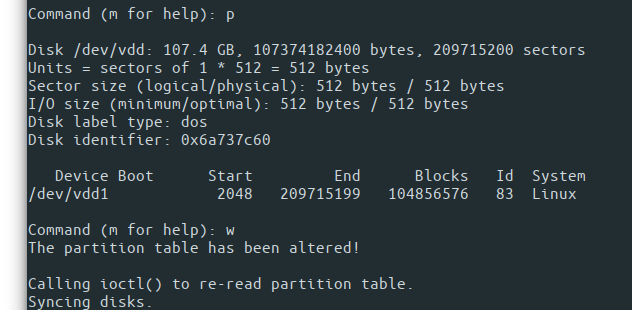 Command (m for help): p
Disk /dev/vdd: 107.4 GB, 107374182400 bytes, 209715200 sectors
Units = sectors of 1 * 512 = 512 bytes
Sector size (logical/physical): 512 bytes / 512 bytes
I/O size (minimum/optimal): 512 bytes / 512 bytes
Disk label type: dos
Disk identifier: 0x6a737c60
Device Boot Start End Blocks Id System
/dev/vdd1 2048 209715199 104856576 83 Linux
Command (m for help): w
The partition table has been altered!
Calling ioctl() to re-read partition table.
Syncing disks.